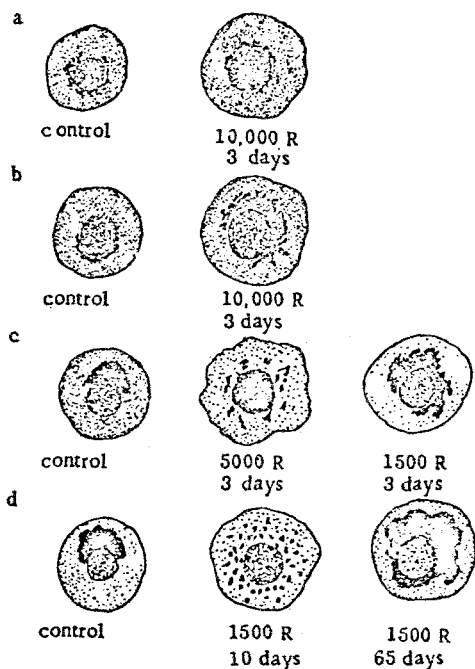 a
control
10,000 R
3 days
b
control
10,000 R
3 days
c
control
5000 R
3 days
1500 R
3 days
d
control
1500 R
10 days
1500 R
65 days